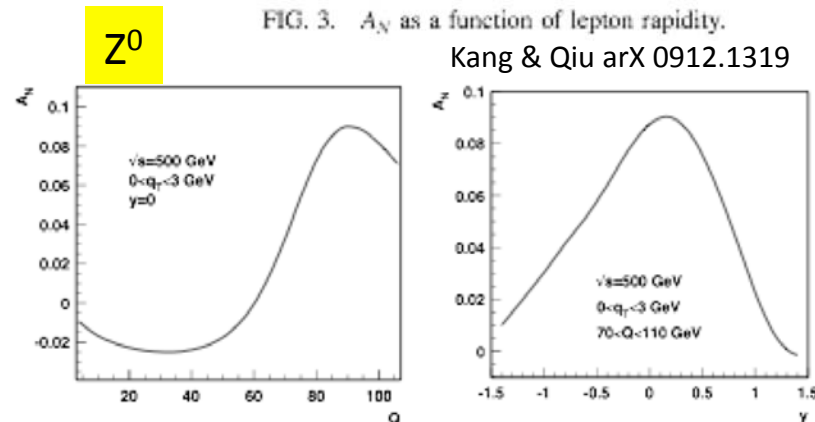 FIG. 3. A_N as a function of lepton rapidity.
Z⁰
Kang & Qiu arX 0912.1319
A_N
0.1
0.08
0.06
0.04
0.02
0
-0.02
√s=500 GeV
0<q_T<3 GeV
y=0
20 40 60 80 100
Q
A_N
0.1
0.08
0.06
0.04
0.02
0
√s=500 GeV
0<q_T<3 GeV
70<Q<110 GeV
-1.5 -1 -0.5 0 0.5 1 1.5
y